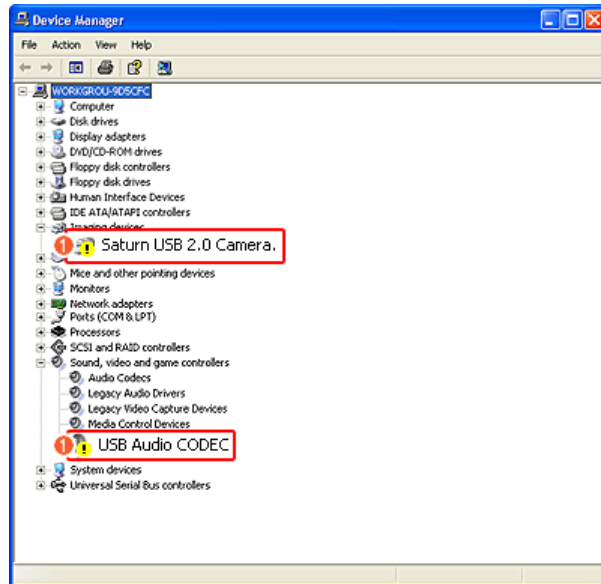 Device Manager
File Action View Help
WORKGROU-9D5CFC
Computer
Disk drives
Display adapters
DVD/CD-ROM drives
Floppy disk controllers
Floppy disk drives
Human Interface Devices
IDE ATA/ATAPI controllers
Imaging devices
1 Saturn USB 2.0 Camera.
Mice and other pointing devices
Monitors
Network adapters
Ports (COM & LPT)
Processors
SCSI and RAID controllers
Sound, video and game controllers
Audio Codecs
Legacy Audio Drivers
Legacy Video Capture Devices
Media Control Devices
1 USB Audio CODEC
System devices
Universal Serial Bus controllers